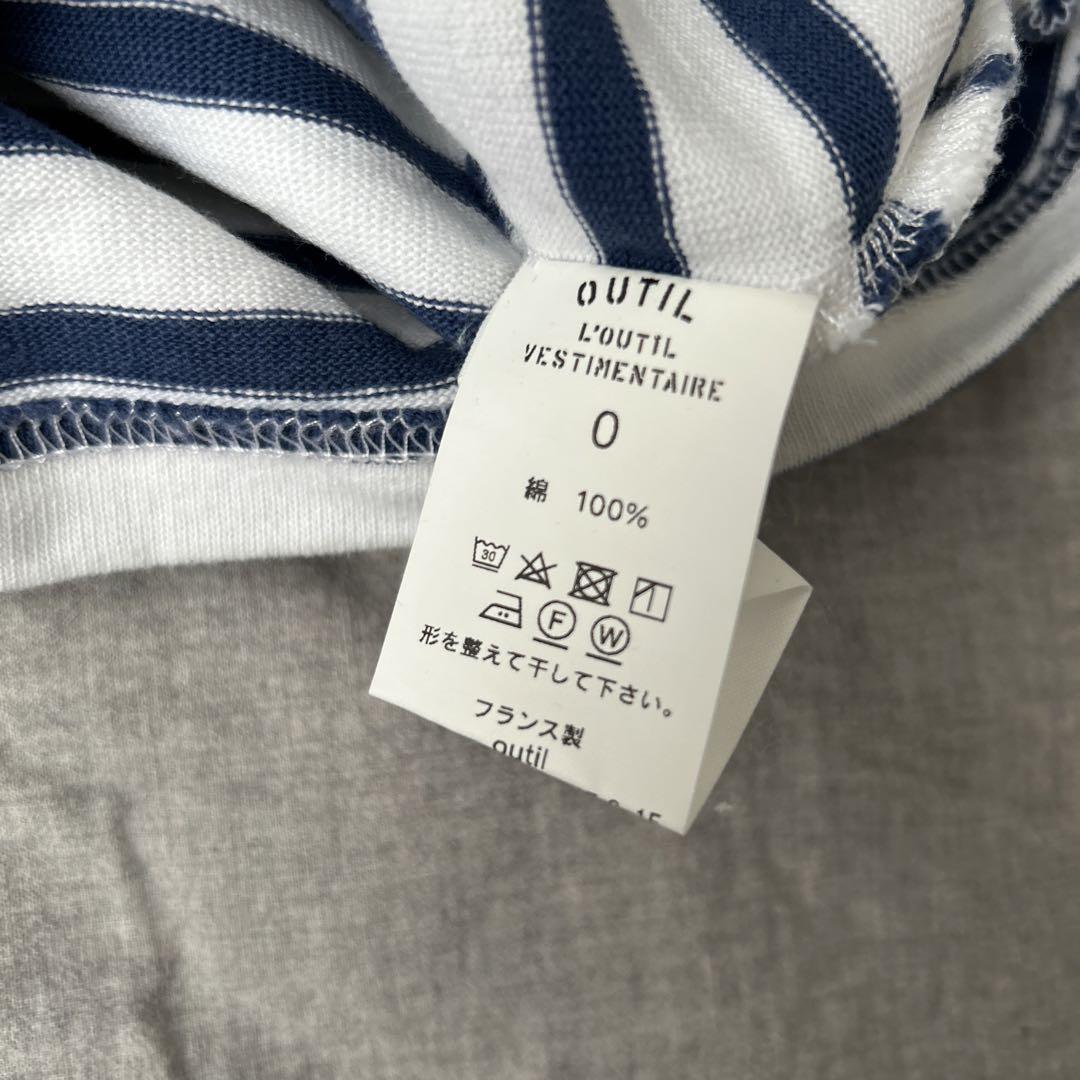 OUTIL
L'OUTIL
VESTIMENTAIRE
0
綿 100%
30
F W
形を整えて干して下さい。
フランス製
outil